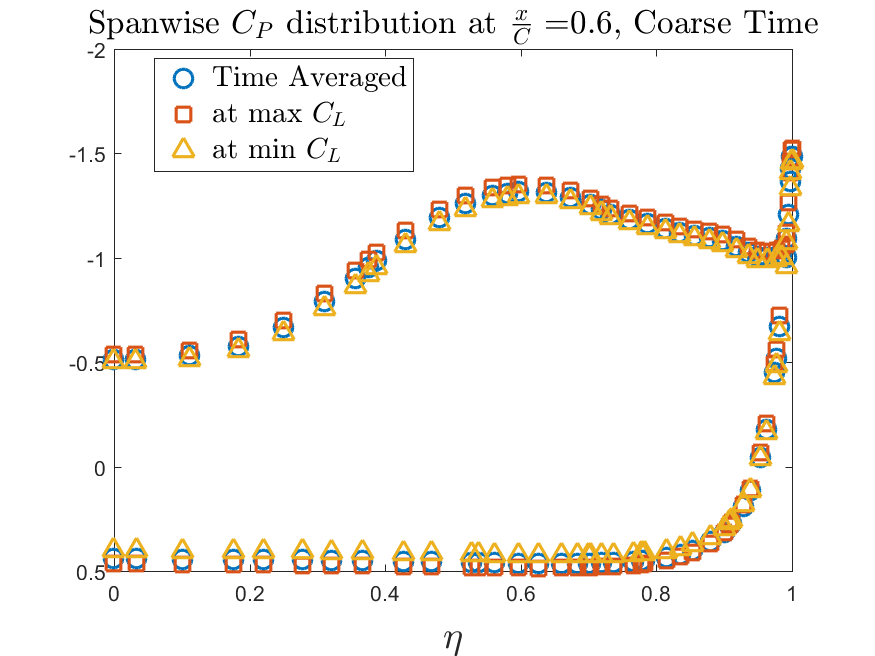 Spanwise C_P distribution at x/C =0.6, Coarse Time
-2
Time Averaged
at max C_L
at min C_L
-1.5
-1
-0.5
0
0.5
0 0.2 0.4 0.6 0.8 1
η